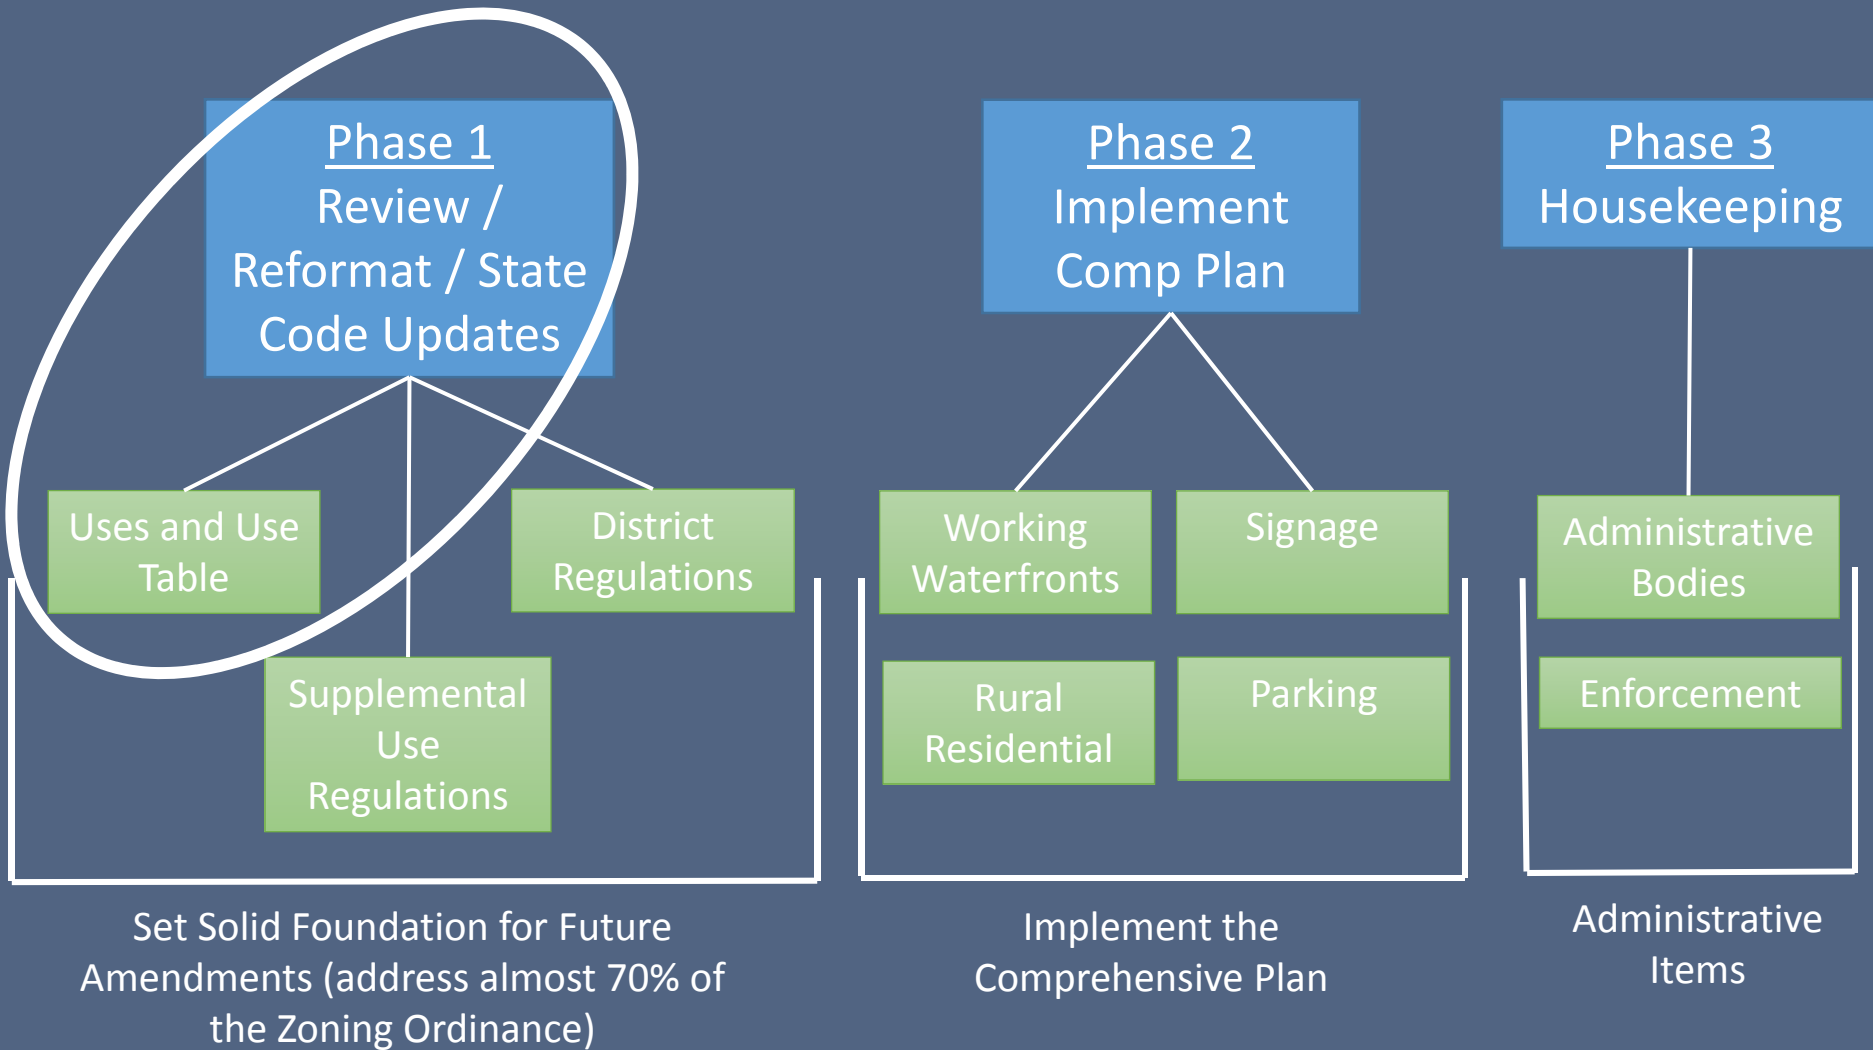 Phase 1
Review /
Reformat / State
Code Updates
Uses and Use
Table
District
Regulations
Supplemental
Use
Regulations
Set Solid Foundation for Future
Amendments (address almost 70% of
the Zoning Ordinance)
Phase 2
Implement
Comp Plan
Working
Waterfronts
Signage
Rural
Residential
Parking
Implement the
Comprehensive Plan
Phase 3
Housekeeping
Administrative
Bodies
Enforcement
Administrative
Items